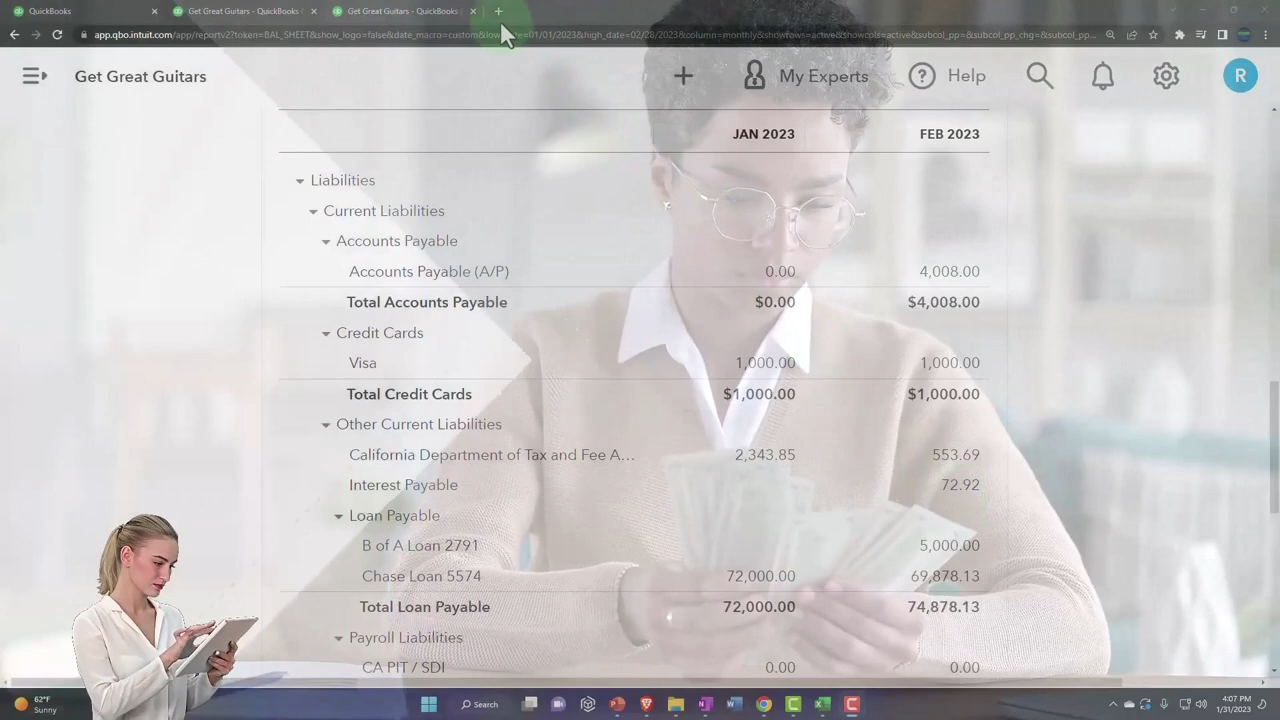 QuickBooks
Get Great Guitars - QuickBooks
Get Great Guitars - QuickBooks
Get Great Guitars
My Experts
Help
R
JAN 2023 FEB 2023
Liabilities
Current Liabilities
Accounts Payable
Accounts Payable (A/P) 0.00 4,008.00
Total Accounts Payable $0.00 $4,008.00
Credit Cards
Visa 1,000.00 1,000.00
Total Credit Cards $1,000.00 $1,000.00
Other Current Liabilities
California Department of Tax and Fee A... 2,343.85 553.69
Interest Payable 72.92
Loan Payable
B of A Loan 2791 5,000.00
Chase Loan 5574 72,000.00 69,878.13
Total Loan Payable 72,000.00 74,878.13
Payroll Liabilities
CA PIT / SDI 0.00 0.00
62°F
Sunny
Search
4:07 PM
1/31/2023